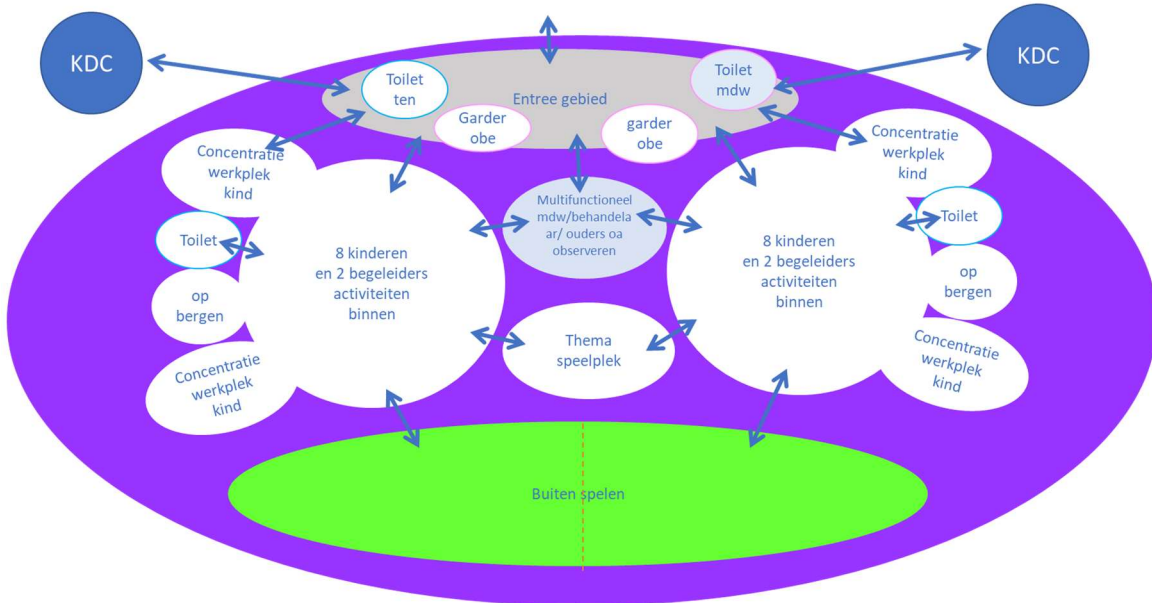 KDC
KDC
Toilet
ten
Toilet
mdw
Entree gebied
Garder
obe
garder
obe
Concentratie
werkplek
kind
Concentratie
werkplek
kind
Multifunctioneel
mdw/behandela
ar/ ouders oa
observeren
Toilet
Toilet
8 kinderen
en 2 begeleiders
activiteiten
binnen
8 kinderen
en 2 begeleiders
activiteiten
binnen
op
bergen
op
bergen
Thema
speelplek
Concentratie
werkplek
kind
Concentratie
werkplek
kind
Buiten spelen